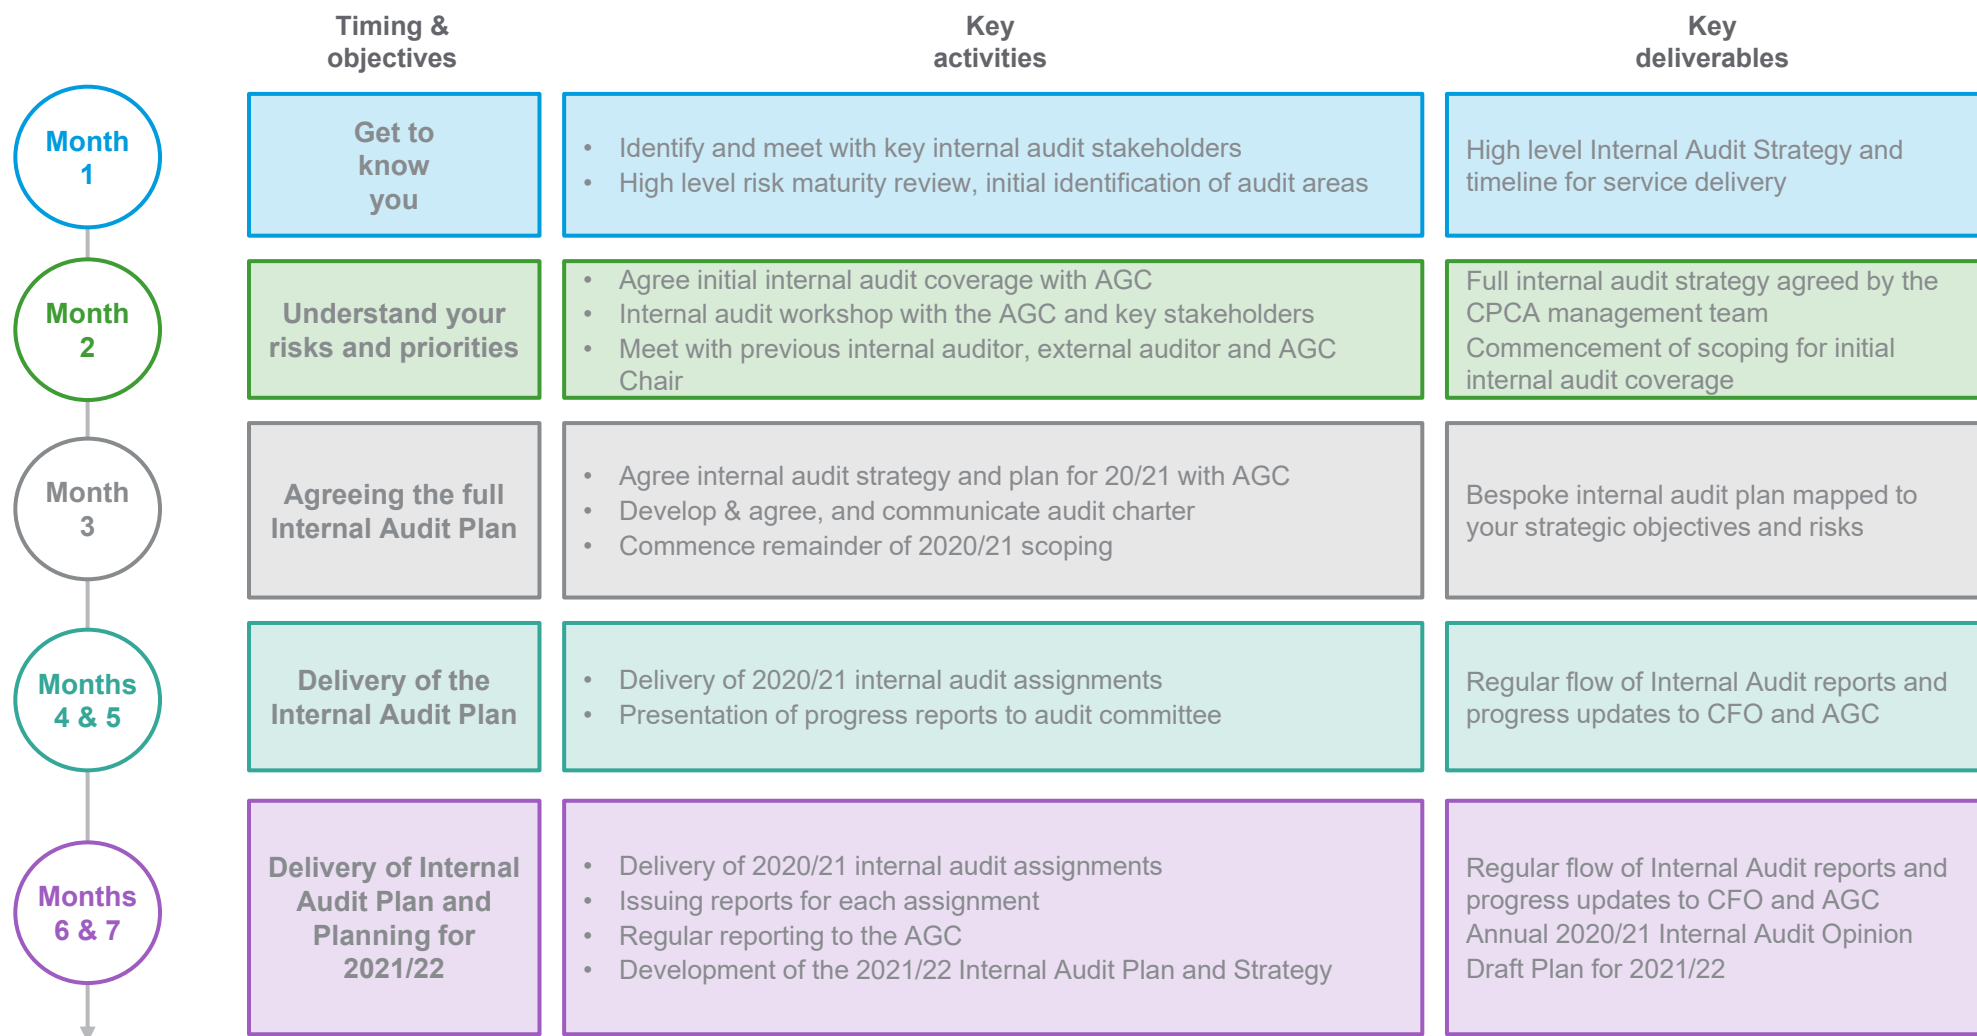 Timing &
objectives
Key
activities
Key
deliverables
Month
1
Get to
know
you
• Identify and meet with key internal audit stakeholders
• High level risk maturity review, initial identification of audit areas
High level Internal Audit Strategy and
timeline for service delivery
Month
2
Understand your
risks and priorities
• Agree initial internal audit coverage with AGC
• Internal audit workshop with the AGC and key stakeholders
• Meet with previous internal auditor, external auditor and AGC
Chair
Full internal audit strategy agreed by the
CPCA management team
Commencement of scoping for initial
internal audit coverage
Month
3
Agreeing the full
Internal Audit Plan
• Agree internal audit strategy and plan for 20/21 with AGC
• Develop & agree, and communicate audit charter
• Commence remainder of 2020/21 scoping
Bespoke internal audit plan mapped to
your strategic objectives and risks
Months
4 & 5
Delivery of the
Internal Audit Plan
• Delivery of 2020/21 internal audit assignments
• Presentation of progress reports to audit committee
Regular flow of Internal Audit reports and
progress updates to CFO and AGC
Months
6 & 7
Delivery of Internal
Audit Plan and
Planning for
2021/22
• Delivery of 2020/21 internal audit assignments
• Issuing reports for each assignment
• Regular reporting to the AGC
• Development of the 2021/22 Internal Audit Plan and Strategy
Regular flow of Internal Audit reports and
progress updates to CFO and AGC
Annual 2020/21 Internal Audit Opinion
Draft Plan for 2021/22